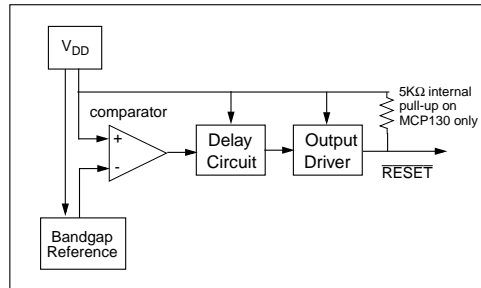 VDD
5KΩ internal
pull-up on
MCP130 only
comparator
+
-
Delay
Circuit
Output
Driver
RESET
Bandgap
Reference